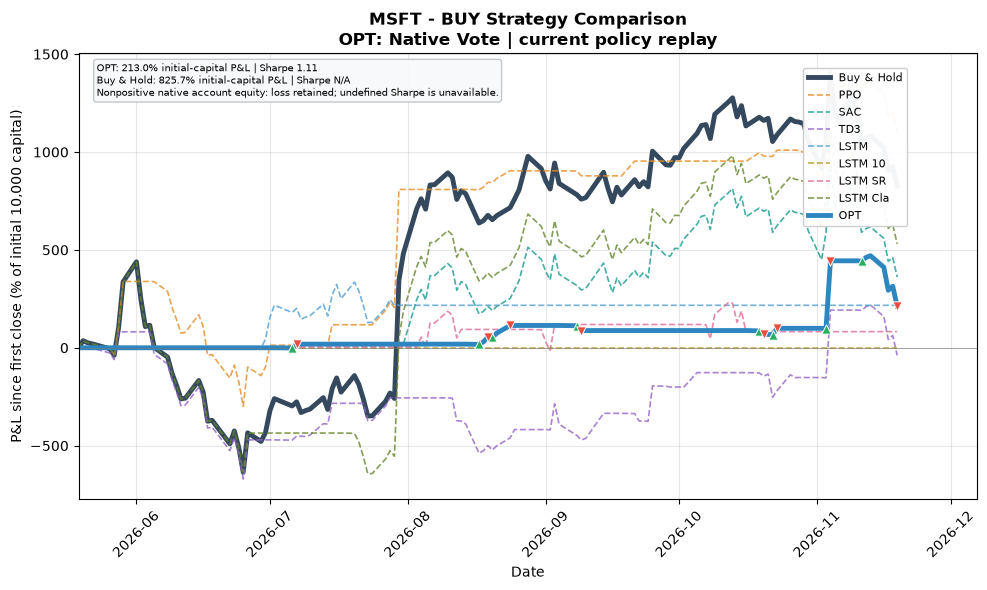 MSFT - BUY Strategy Comparison
OPT: Native Vote | current policy replay
OPT: 213.0% initial-capital P&L | Sharpe 1.11
Buy & Hold: 825.7% initial-capital P&L | Sharpe N/A
Nonpositive native account equity: loss retained; undefined Sharpe is unavailable.
Buy & Hold
PPO
SAC
TD3
LSTM
LSTM 10
LSTM SR
LSTM Cla
OPT
P&L since first close (% of initial 10,000 capital)
1500
1000
500
0
−500
2026-06
2026-07
2026-08
2026-09
2026-10
2026-11
2026-12
Date